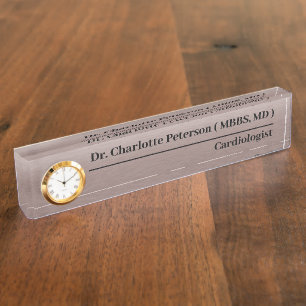 Dr. Charlotte Peterson ( MBBS, MD )
Cardiologist